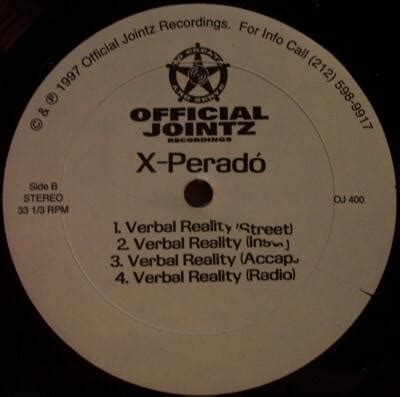 © & ℗ 1997 Official Jointz Recordings. For Info Call (212) 598-9917
OFFICIAL
JOINTZ
RECORDINGS
X-Peradó
Side B
STEREO
33 1/3 RPM
OJ 400
1. Verbal Reality (Street)
2. Verbal Reality
3. Verbal Reality
4. Verbal Reality (Radio)